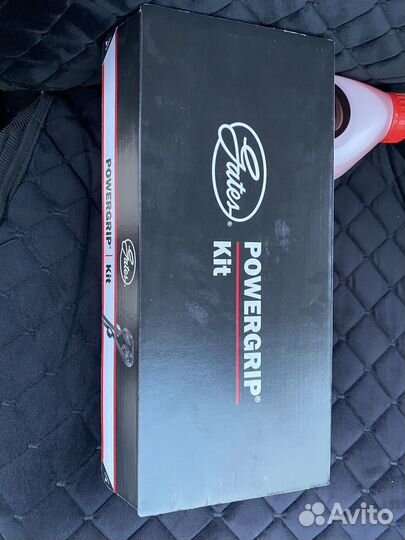 Gates®
POWERGRIP®
Kit
Gates
POWERGRIP® | Kit
Avito